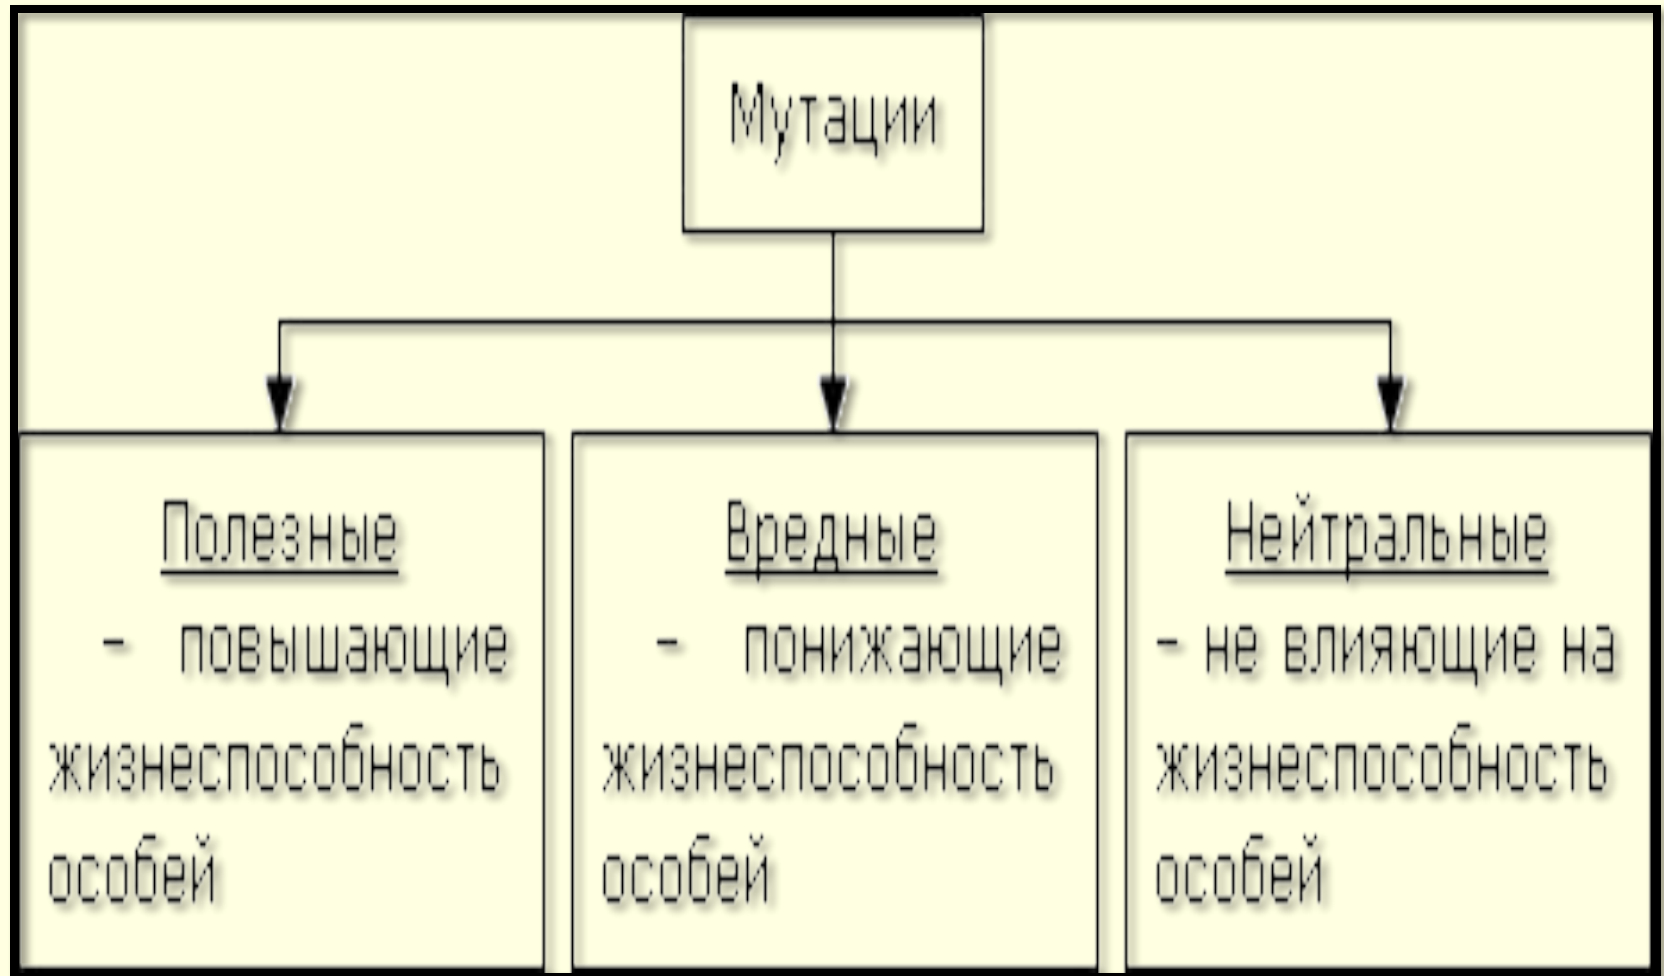 Мутации
Полезные
- повышающие
жизнеспособность
особей
Вредные
- понижающие
жизнеспособность
особей
Нейтральные
- не влияющие на
жизнеспособность
особей